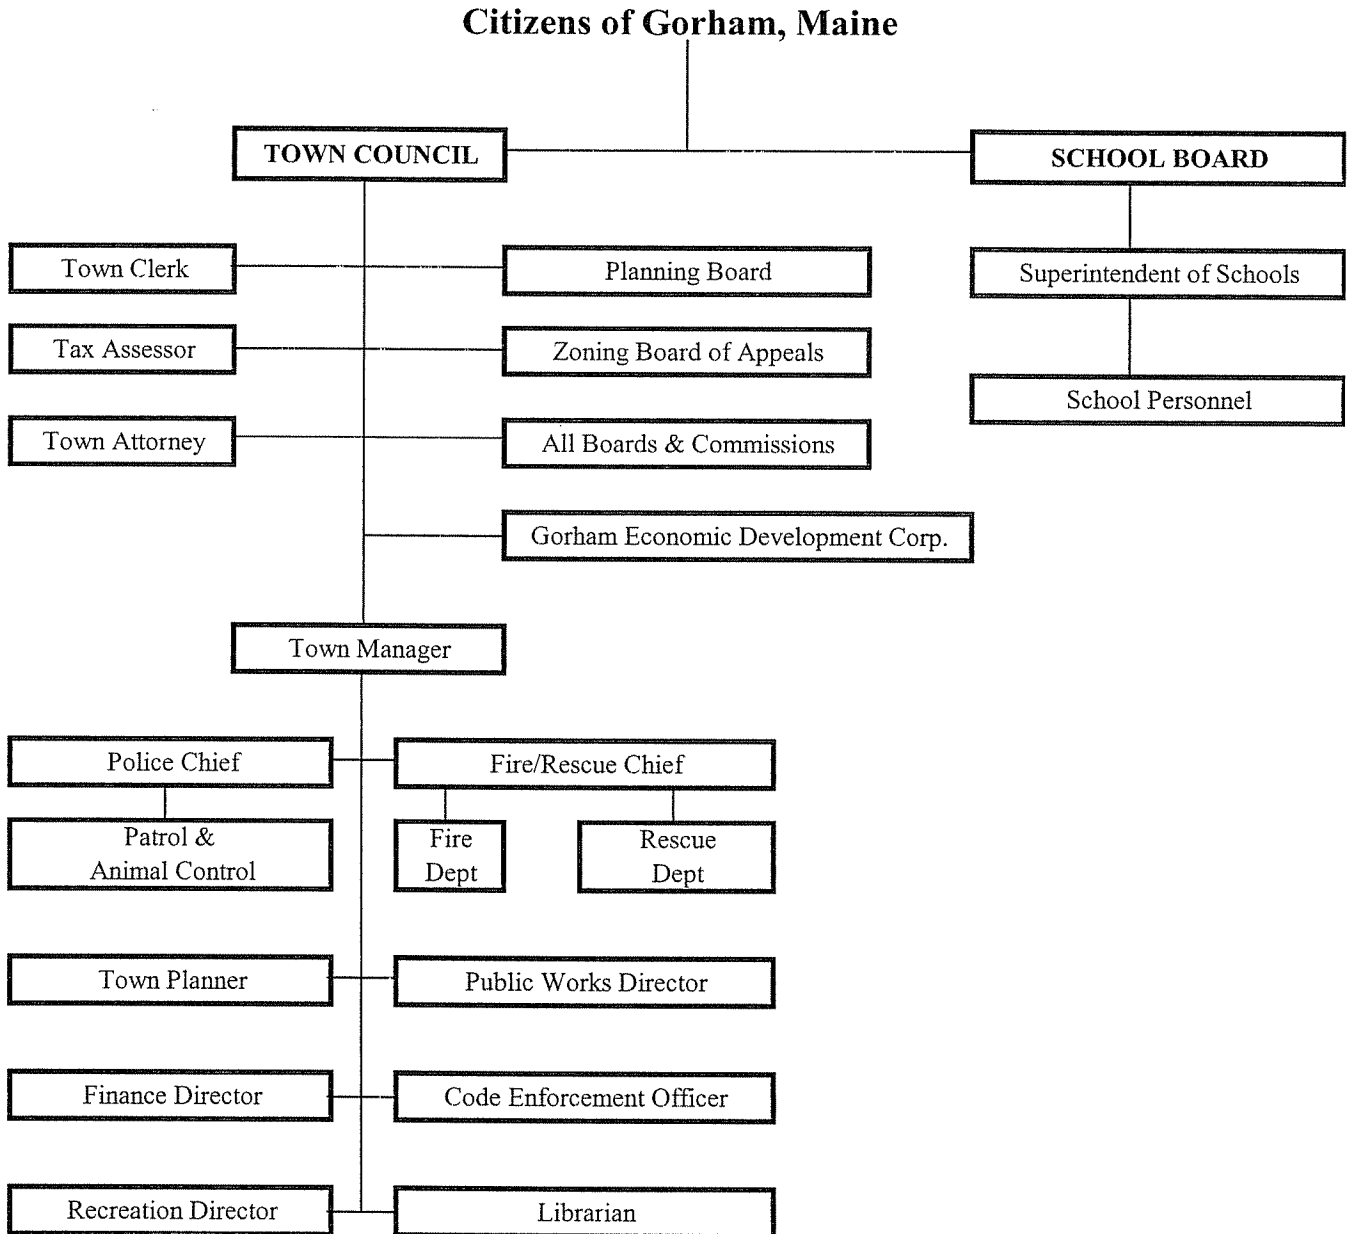 Citizens of Gorham, Maine
TOWN COUNCIL
SCHOOL BOARD
Town Clerk
Planning Board
Superintendent of Schools
Tax Assessor
Zoning Board of Appeals
School Personnel
Town Attorney
All Boards & Commissions
Gorham Economic Development Corp.
Town Manager
Police Chief
Fire/Rescue Chief
Patrol &
Animal Control
Fire
Dept
Rescue
Dept
Town Planner
Public Works Director
Finance Director
Code Enforcement Officer
Recreation Director
Librarian